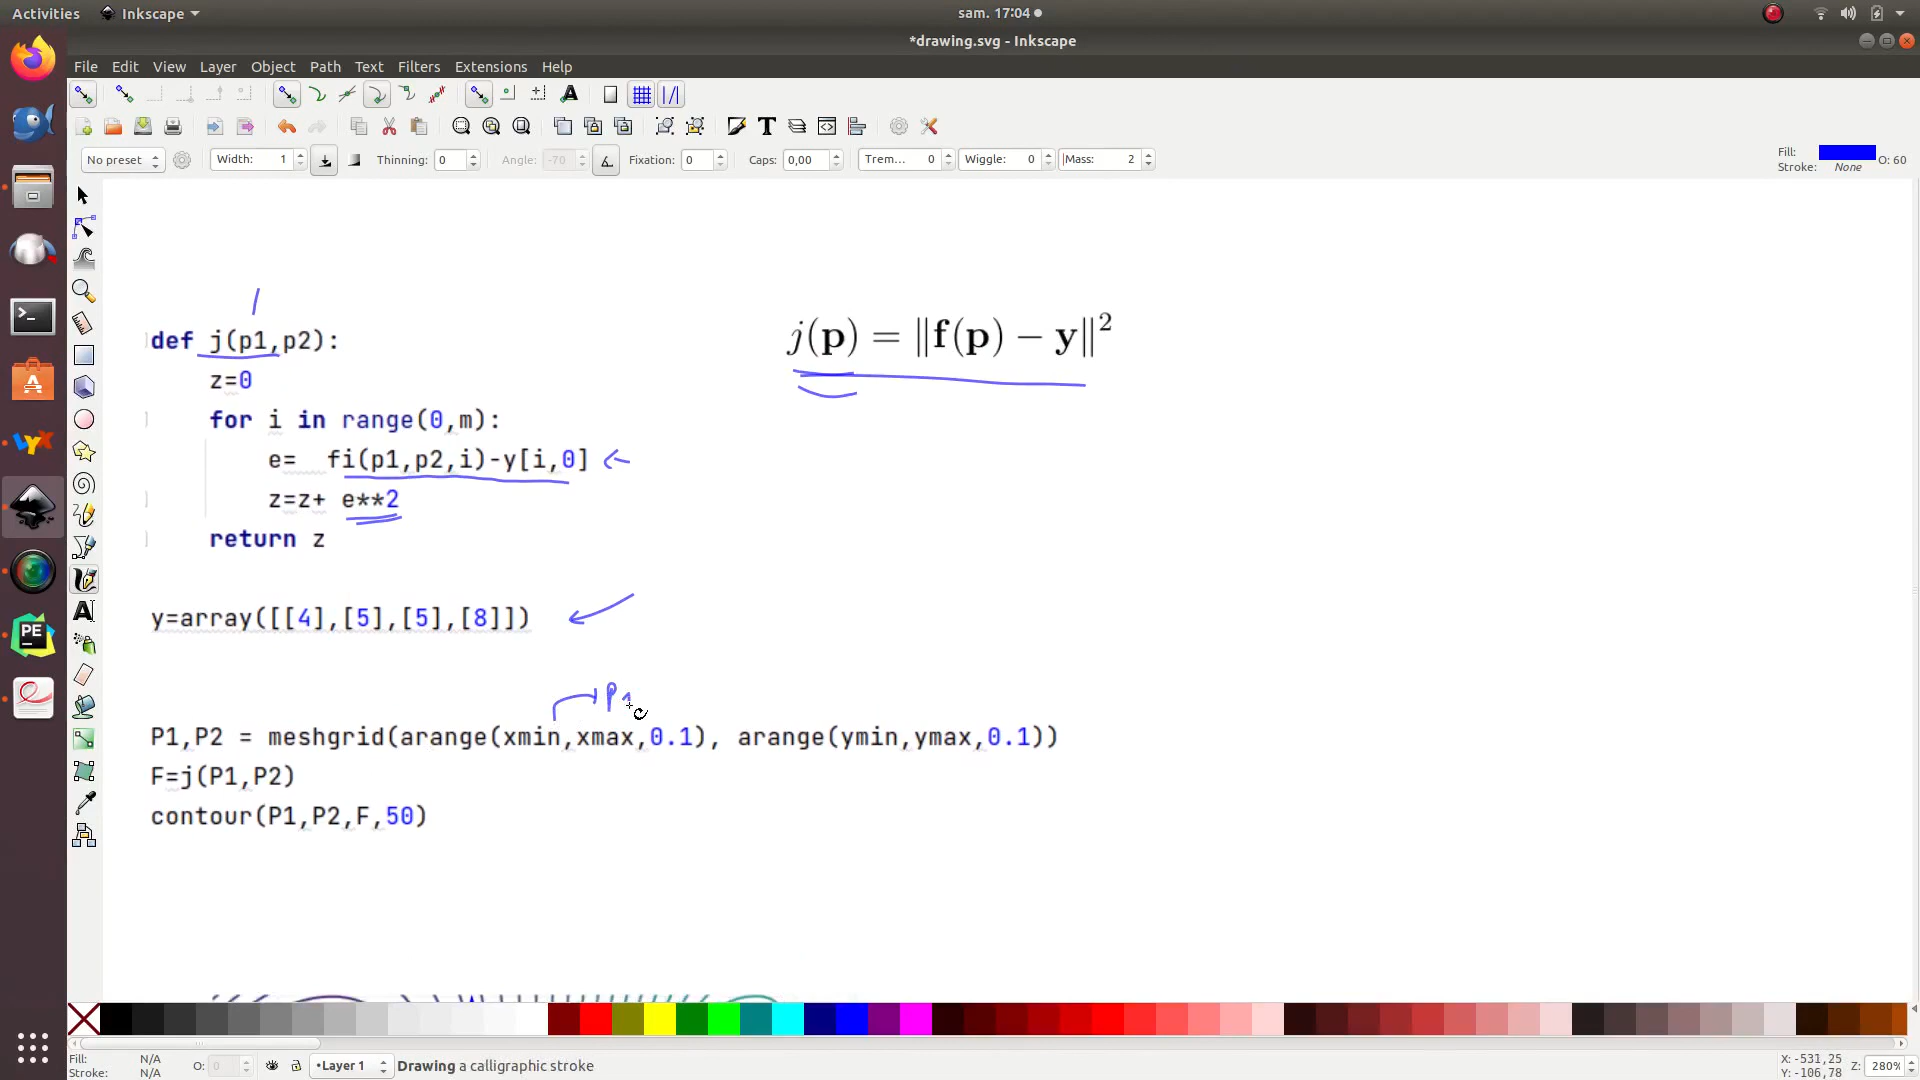 Activities
Inkscape
sam. 17:04
*drawing.svg - Inkscape
File Edit View Layer Object Path Text Filters Extensions Help
No preset Width: 1 Thinning: 0 Angle: -70 Fixation: 0 Caps: 0,00 Trem... 0 Wiggle: 0 Mass: 2
Fill:
O: 60
Stroke: None
def j(p1,p2):
z=0
for i in range(0,m):
e= fi(p1,p2,i)-y[i,0]
z=z+ e**2
return z
j(p) = ‖f(p) − y‖²
y=array([[4],[5],[5],[8]])
P1
P1,P2 = meshgrid(arange(xmin,xmax,0.1), arange(ymin,ymax,0.1))
F=j(P1,P2)
contour(P1,P2,F,50)
Fill: N/A
Stroke: N/A
O: 0
•Layer 1
Drawing a calligraphic stroke
X: -531,25
Y: -106,78
Z: 280%